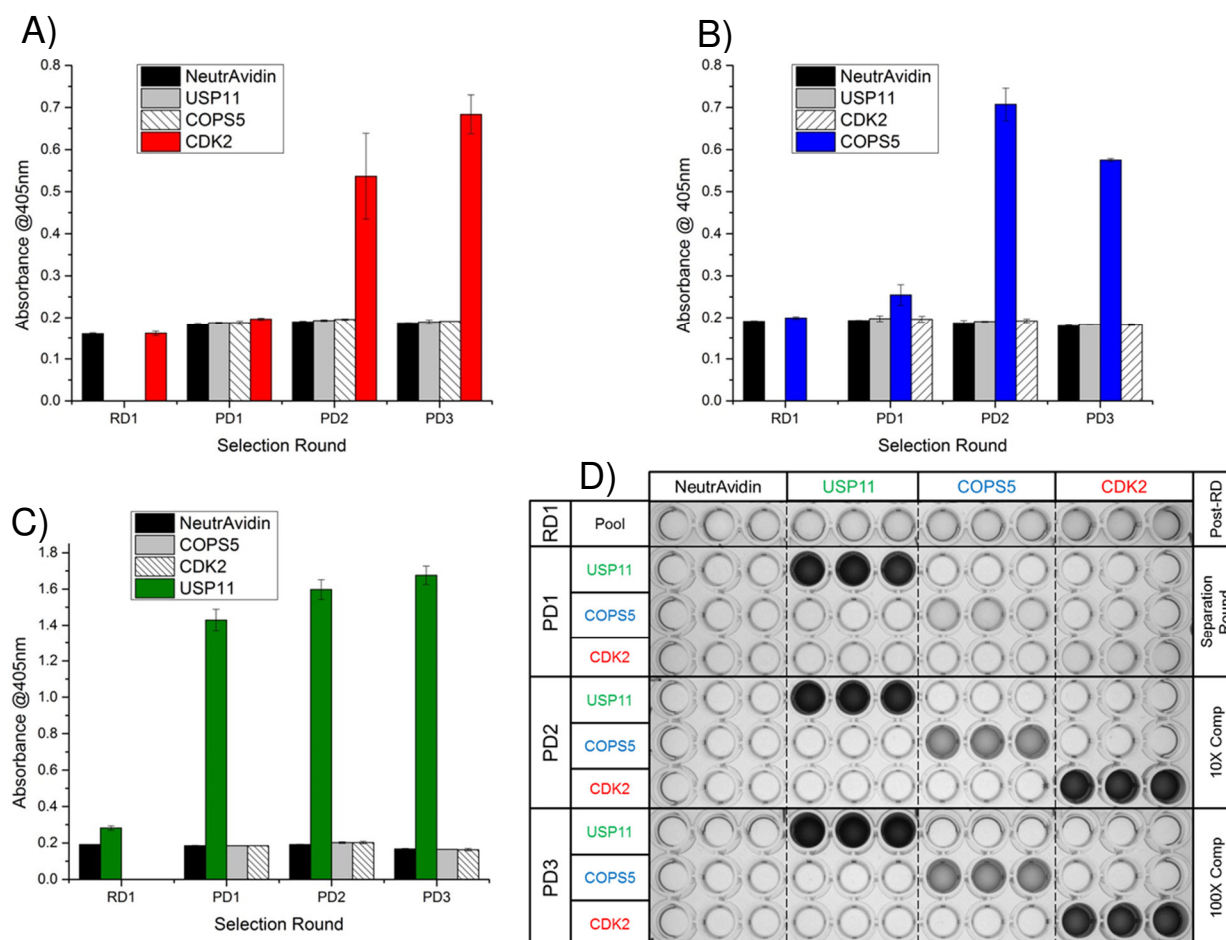 A)
NeutrAvidin
USP11
COPS5
CDK2
0.8
0.7
0.6
0.5
0.4
0.3
0.2
0.1
0.0
Absorbance @405nm
RD1 PD1 PD2 PD3
Selection Round
B)
NeutrAvidin
USP11
CDK2
COPS5
0.8
0.7
0.6
0.5
0.4
0.3
0.2
0.1
0.0
Absorbance @ 405nm
RD1 PD1 PD2 PD3
Selection Round
C)
NeutrAvidin
COPS5
CDK2
USP11
1.8
1.6
1.4
1.2
1.0
0.8
0.6
0.4
0.2
0.0
Absorbance @405nm
RD1 PD1 PD2 PD3
Selection Round
D)
NeutrAvidin USP11 COPS5 CDK2
RD1 Pool Post-RD
PD1
USP11
COPS5
CDK2
Separation
Round
PD2
USP11
COPS5
CDK2
10X Comp
PD3
USP11
COPS5
CDK2
100X Comp